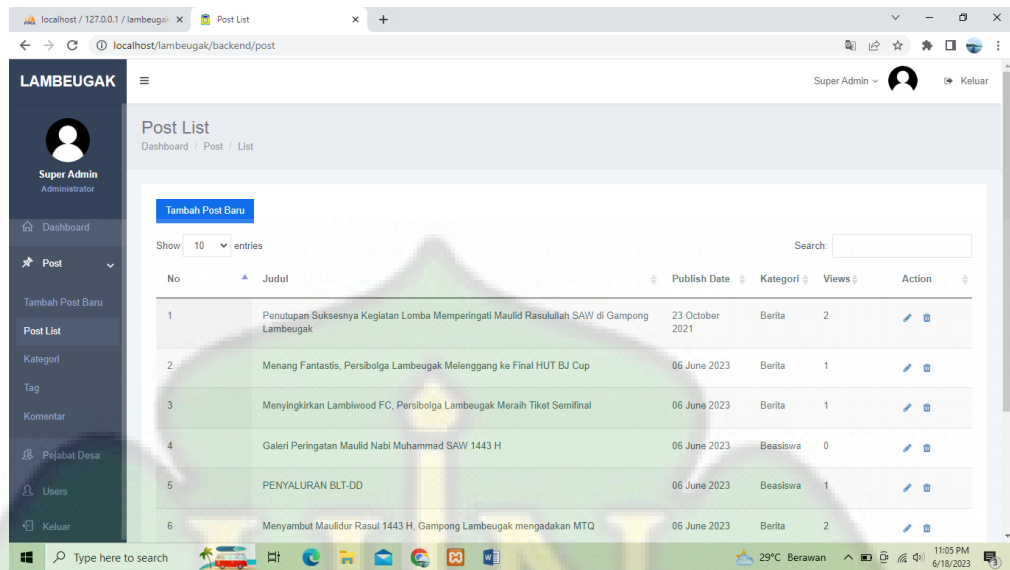 localhost / 127.0.0.1 / lambeuga
Post List
localhost/lambeugak/backend/post
LAMBEUGAK
Super Admin
Keluar
Super Admin
Administrator
Post List
Dashboard / Post / List
Dashboard
Post
Tambah Post Baru
Post List
Kategori
Tag
Komentar
Pejabat Desa
Users
Keluar
Tambah Post Baru
Show 10 entries
Search:
No Judul Publish Date Kategori Views Action
1 Penutupan Suksesnya Kegiatan Lomba Memperingati Maulid Rasulullah SAW di Gampong Lambeugak 23 October 2021 Berita 2
2 Menang Fantastis, Persibolga Lambeugak Melenggang ke Final HUT BJ Cup 06 June 2023 Berita 1
3 Menyingkirkan Lambiwood FC, Persibolga Lambeugak Meraih Tiket Semifinal 06 June 2023 Berita 1
4 Galeri Peringatan Maulid Nabi Muhammad SAW 1443 H 06 June 2023 Beasiswa 0
5 PENYALURAN BLT-DD 06 June 2023 Beasiswa 1
6 Menyambut Maulidur Rasul 1443 H, Gampong Lambeugak mengadakan MTQ 06 June 2023 Berita 2
Type here to search
29°C Berawan
11:05 PM
6/18/2023